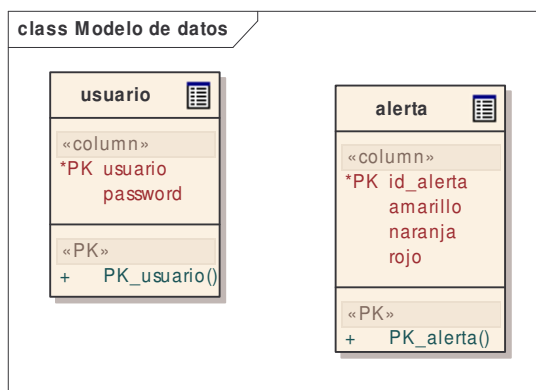 class Modelo de datos
usuario
«column»
*PK usuario
password
«PK»
+ PK_usuario()
alerta
«column»
*PK id_alerta
amarillo
naranja
rojo
«PK»
+ PK_alerta()